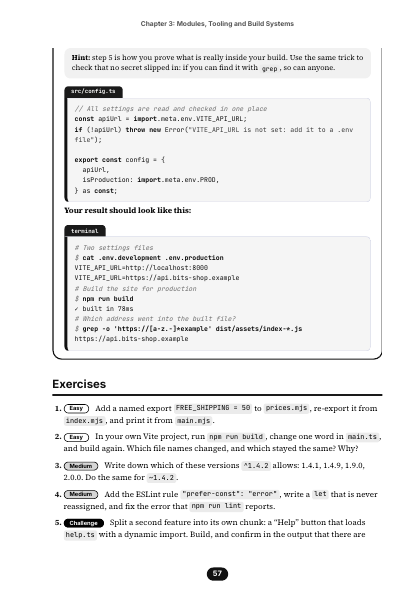 Chapter 3: Modules, Tooling and Build Systems
Hint: step 5 is how you prove what is really inside your build. Use the same trick to
check that no secret slipped in: if you can find it with grep, so can anyone.
src/config.ts
// All settings are read and checked in one place
const apiUrl = import.meta.env.VITE_API_URL;
if (!apiUrl) throw new Error("VITE_API_URL is not set: add it to a .env
file");
export const config = {
apiUrl,
isProduction: import.meta.env.PROD,
} as const;
Your result should look like this:
terminal
# Two settings files
$ cat .env.development .env.production
VITE_API_URL=http://localhost:8000
VITE_API_URL=https://api.bits-shop.example
# Build the site for production
$ npm run build
✓ built in 78ms
# Which address went into the built file?
$ grep -o 'https://[a-z.-]*example' dist/assets/index-*.js
https://api.bits-shop.example
Exercises
1. Easy Add a named export FREE_SHIPPING = 50 to prices.mjs, re-export it from
index.mjs, and print it from main.mjs.
2. Easy In your own Vite project, run npm run build, change one word in main.ts,
and build again. Which file names changed, and which stayed the same? Why?
3. Medium Write down which of these versions ^1.4.2 allows: 1.4.1, 1.4.9, 1.9.0,
2.0.0. Do the same for ~1.4.2.
4. Medium Add the ESLint rule "prefer-const": "error", write a let that is never
reassigned, and fix the error that npm run lint reports.
5. Challenge Split a second feature into its own chunk: a “Help” button that loads
help.ts with a dynamic import. Build, and confirm in the output that there are
57